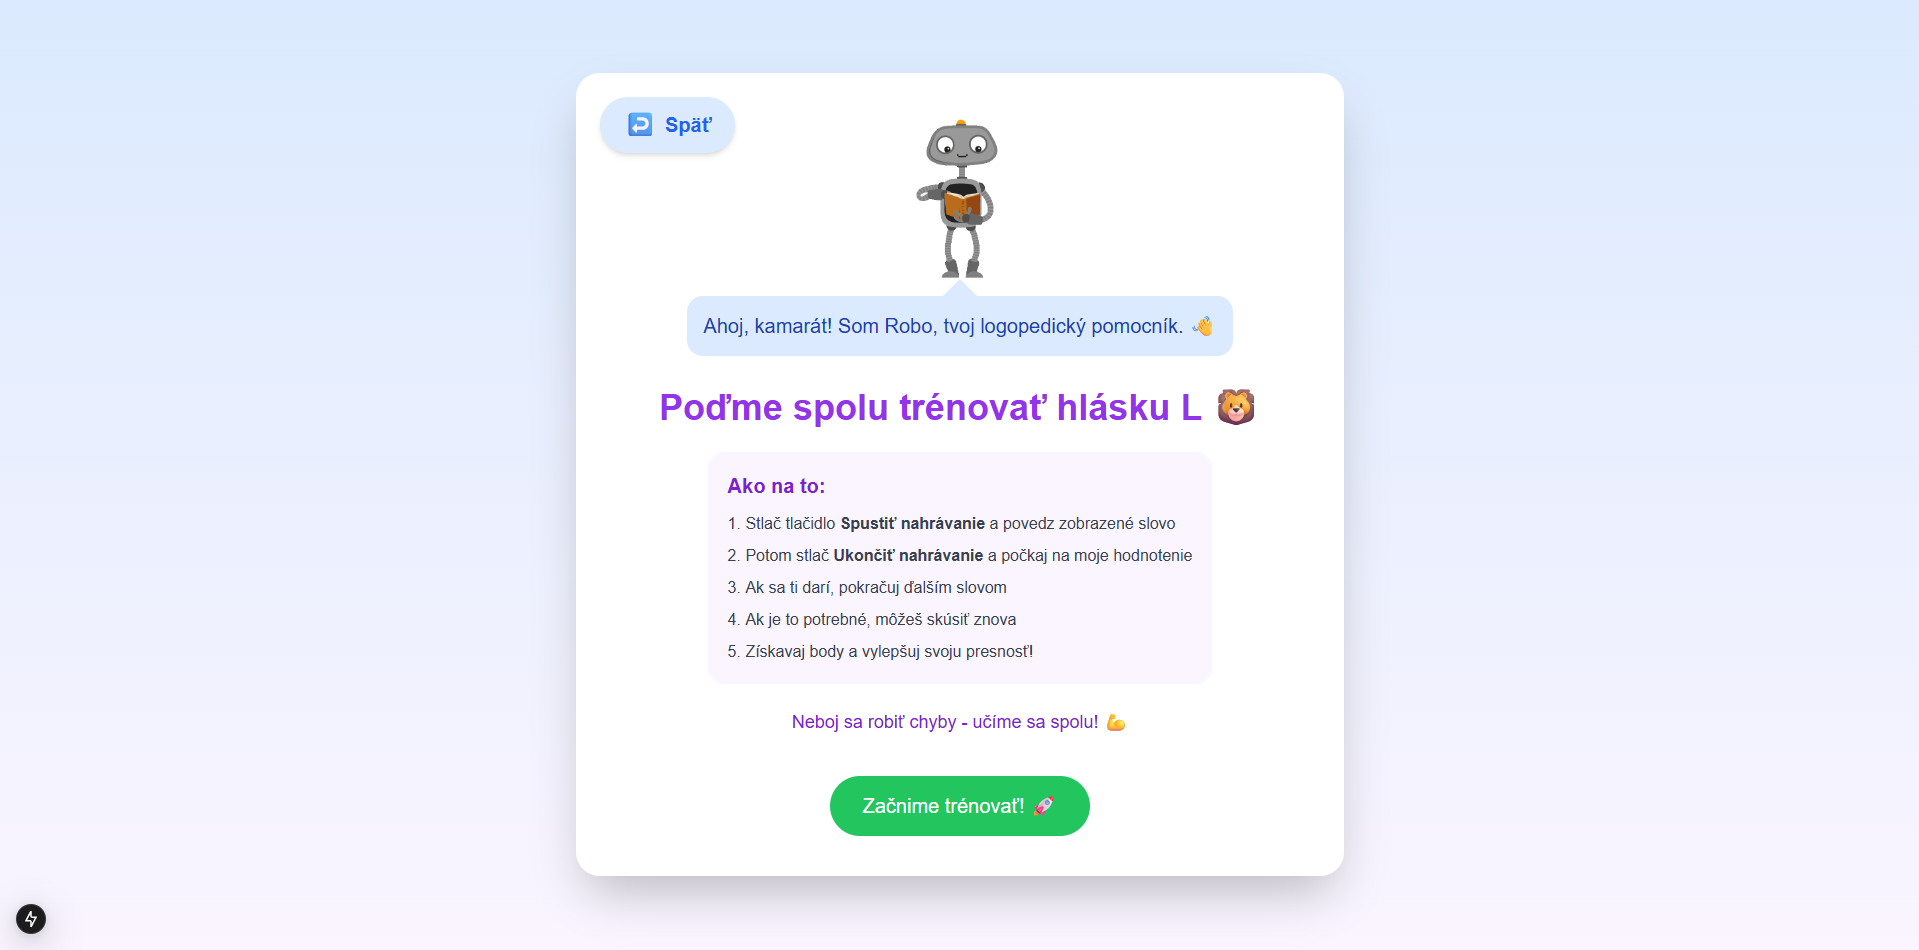 Späť
Ahoj, kamarát! Som Robo, tvoj logopedický pomocník. 👋
Poďme spolu trénovať hlásku L 🦁
Ako na to:
1. Stlač tlačidlo Spustiť nahrávanie a povedz zobrazené slovo
2. Potom stlač Ukončiť nahrávanie a počkaj na moje hodnotenie
3. Ak sa ti darí, pokračuj ďalším slovom
4. Ak je to potrebné, môžeš skúsiť znova
5. Získavaj body a vylepšuj svoju presnosť!
Neboj sa robiť chyby - učíme sa spolu! 💪
Začnime trénovať! 🚀